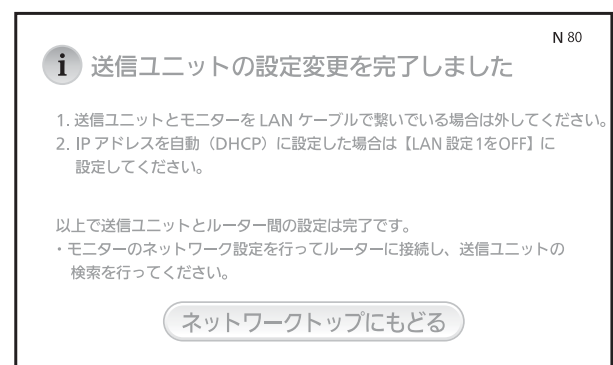 N 80
i 送信ユニットの設定変更を完了しました
1. 送信ユニットとモニターを LAN ケーブルで繋いでいる場合は外してください。
2. IP アドレスを自動（DHCP）に設定した場合は【LAN 設定1をOFF】に
設定してください。
以上で送信ユニットとルーター間の設定は完了です。
・モニターのネットワーク設定を行ってルーターに接続し、送信ユニットの
検索を行ってください。
ネットワークトップにもどる